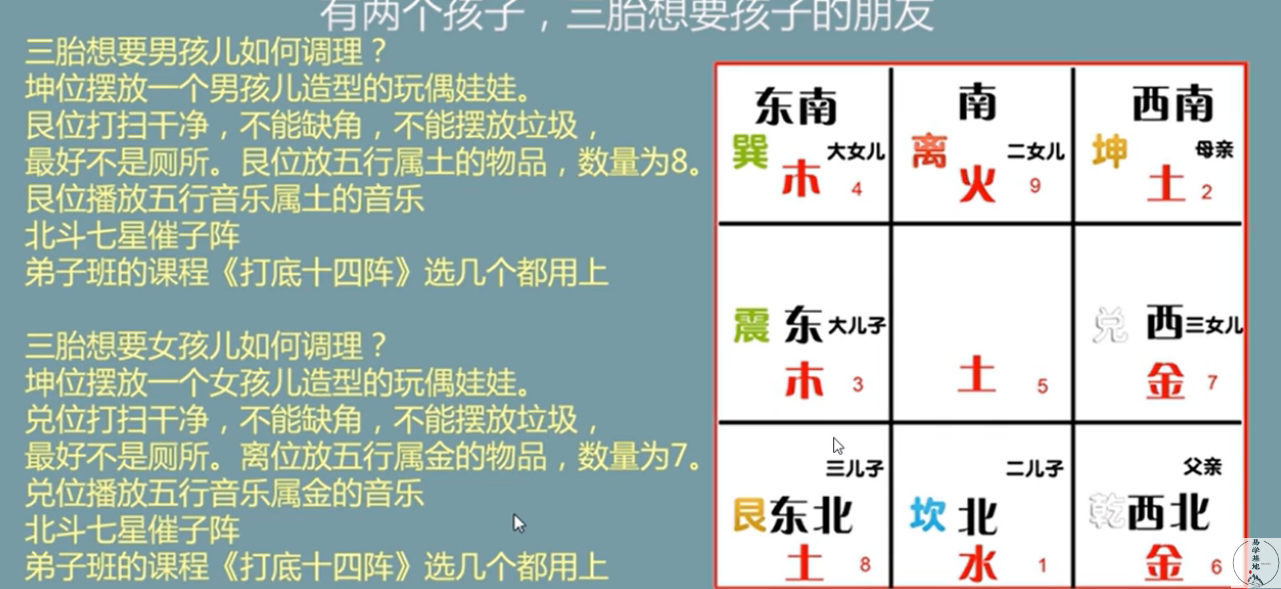 有两个孩子，三胎想要孩子的朋友
三胎想要男孩儿如何调理？
坤位摆放一个男孩儿造型的玩偶娃娃。
艮位打扫干净，不能缺角，不能摆放垃圾，
最好不是厕所。艮位放五行属土的物品，数量为8。
艮位播放五行音乐属土的音乐
北斗七星催子阵
弟子班的课程《打底十四阵》选几个都用上
三胎想要女孩儿如何调理？
坤位摆放一个女孩儿造型的玩偶娃娃。
兑位打扫干净，不能缺角，不能摆放垃圾，
最好不是厕所。离位放五行属金的物品，数量为7。
兑位播放五行音乐属金的音乐
北斗七星催子阵
弟子班的课程《打底十四阵》选几个都用上
东南
巽 大女儿
木 4
南
离 二女儿
火 9
西南
坤 母亲
土 2
震 东 大儿子
木 3
土 5
兑 西 三女儿
金 7
三儿子
艮 东北
土 8
二儿子
坎 北
水 1
父亲
乾 西北
金 6